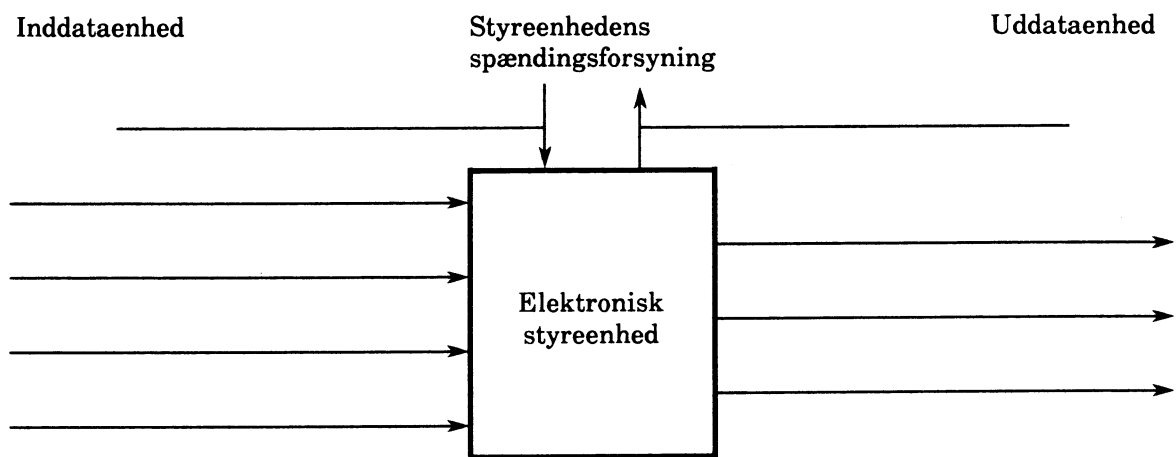 Inddataenhed
Styreenhedens
spændingsforsyning
Uddataenhed
Elektronisk
styreenhed